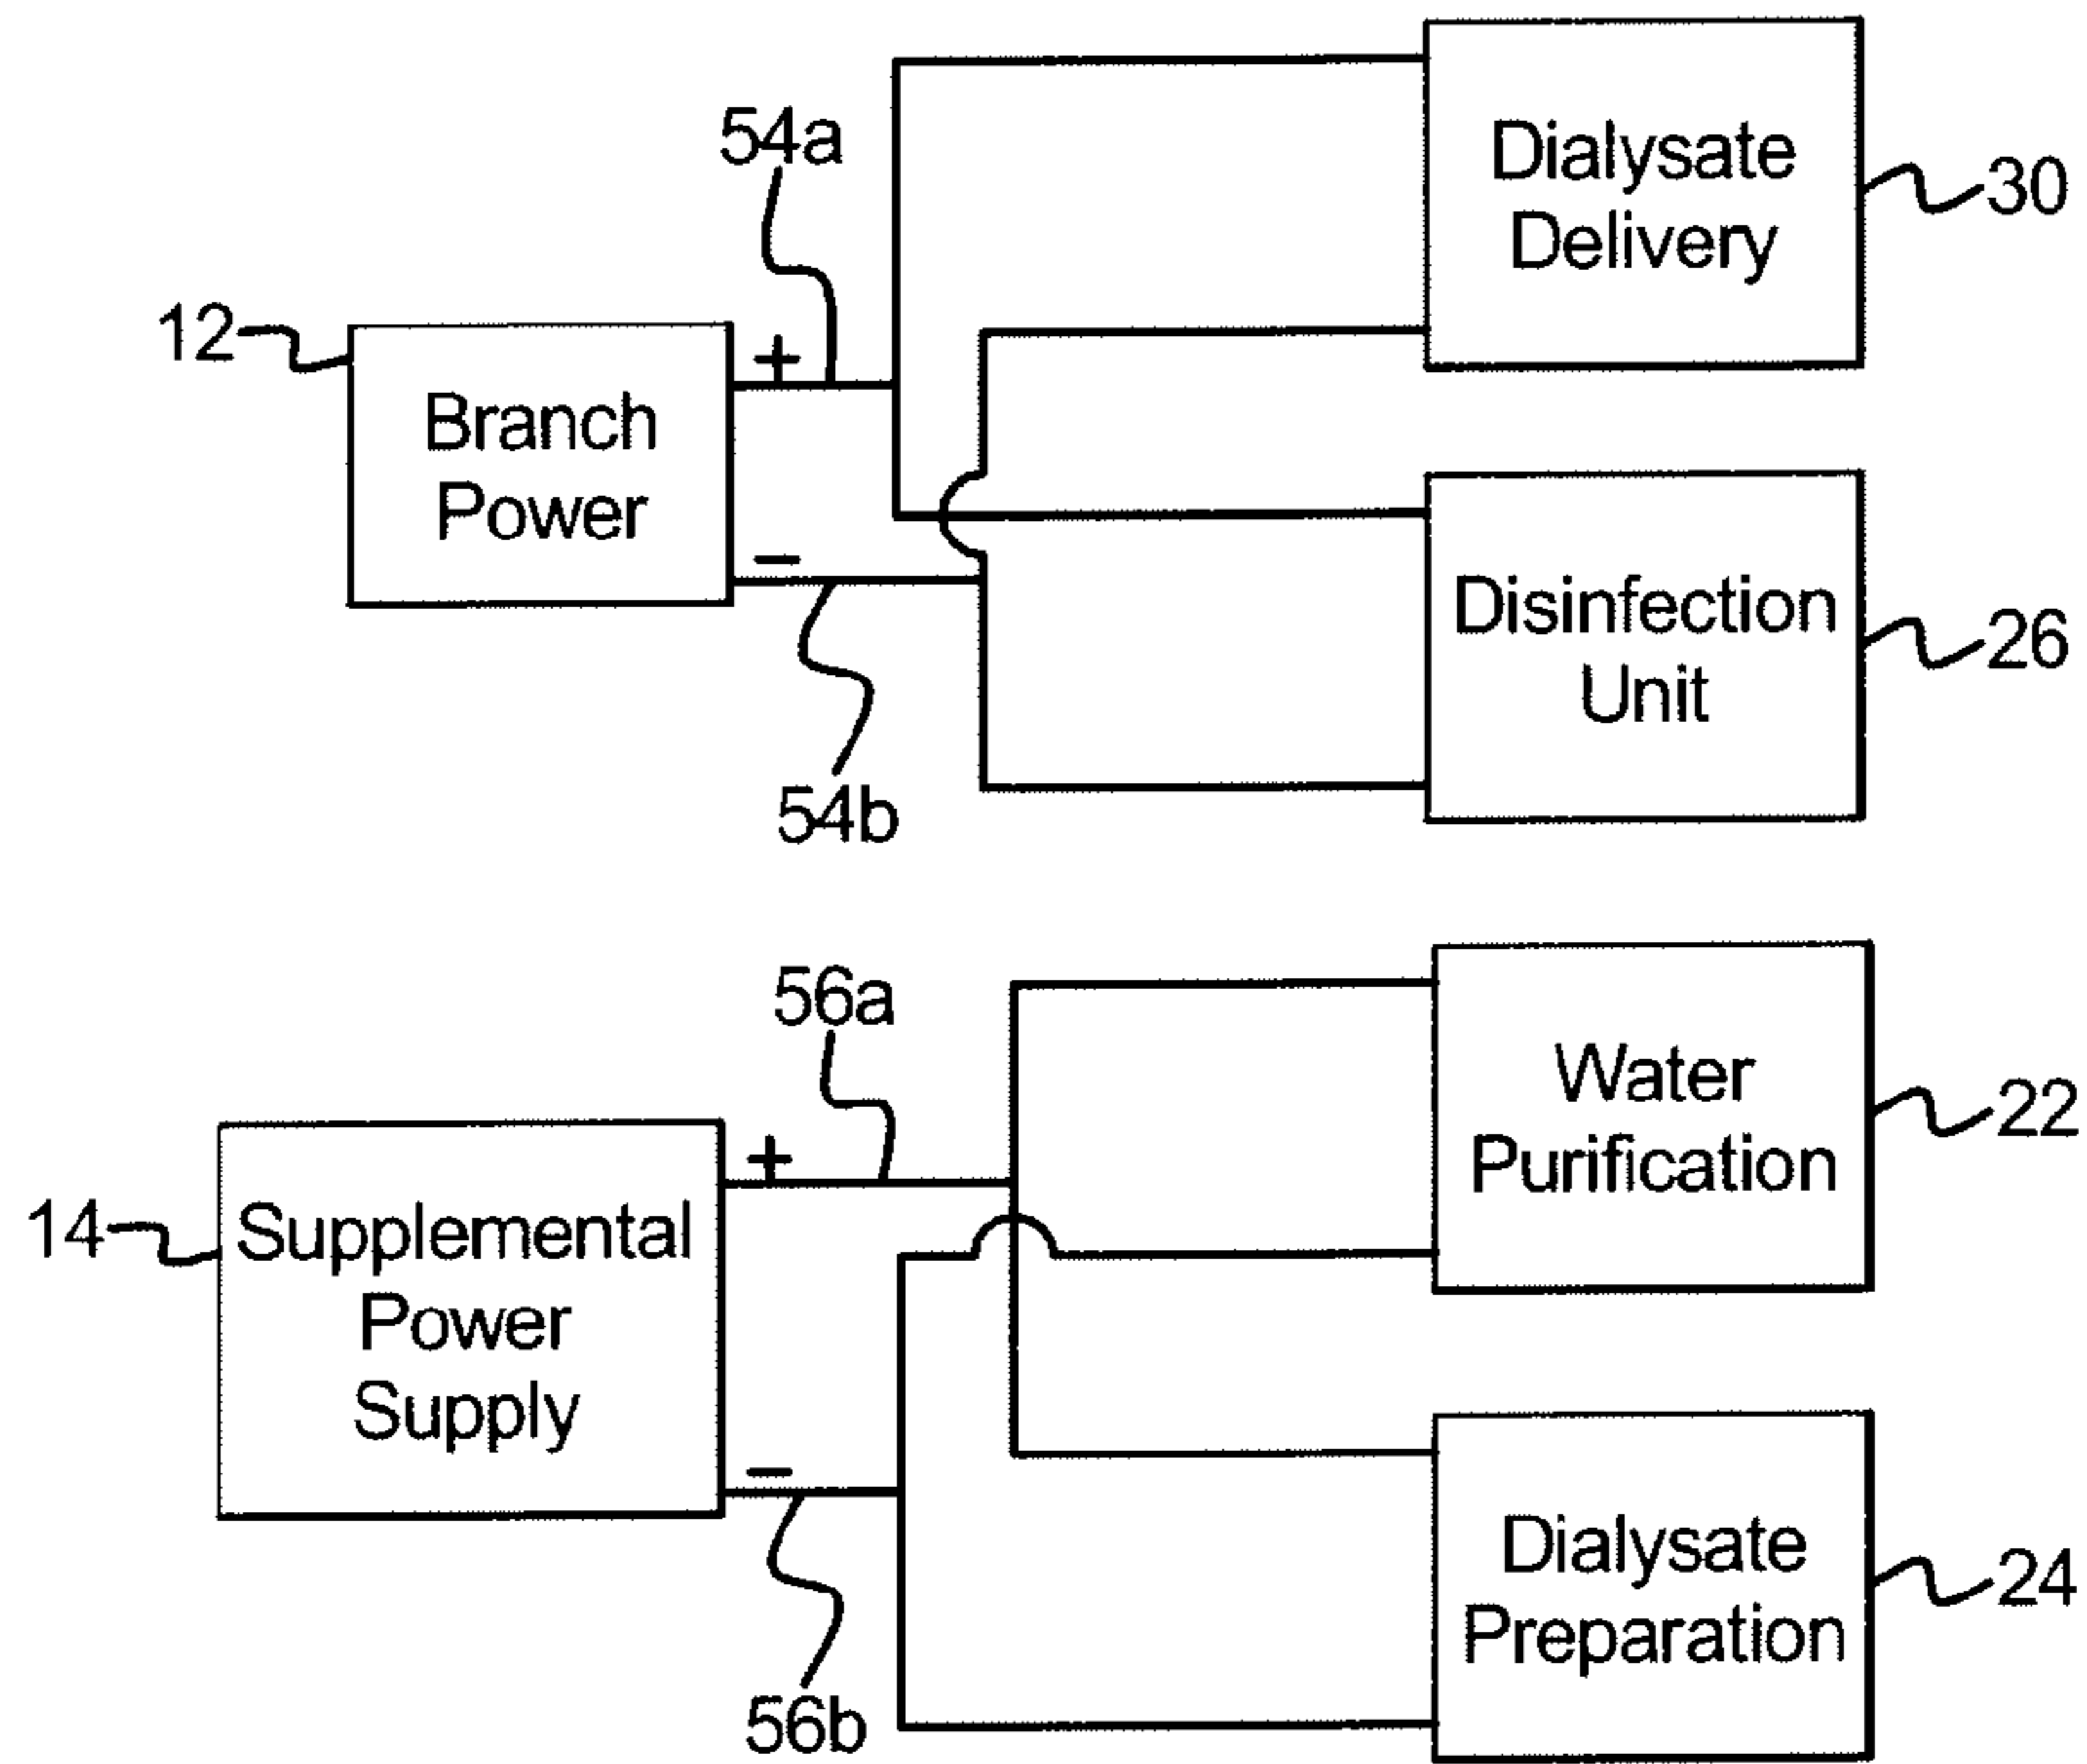 54a
Dialysate
Delivery
30
12
+
Branch
Power
−
Disinfection
Unit
26
54b
56a
Water
Purification
22
+
14
Supplemental
Power
Supply
−
Dialysate
Preparation
24
56b